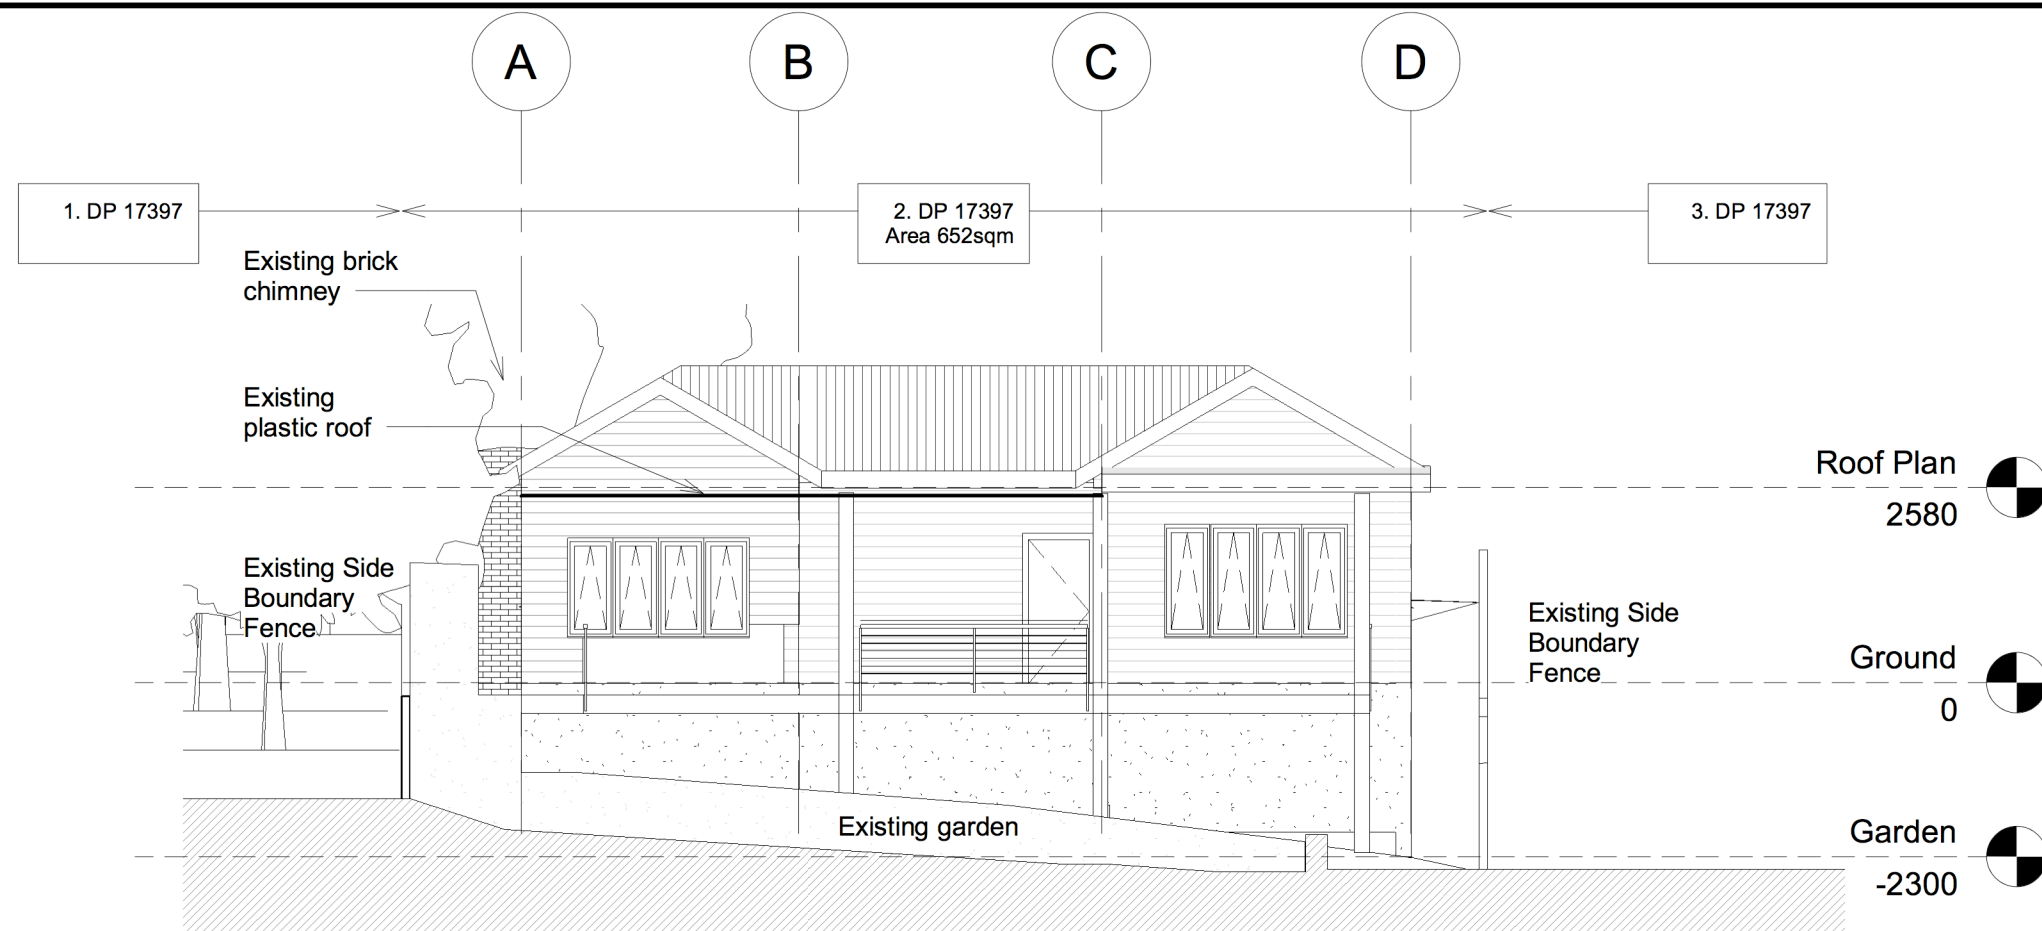 A
B
C
D
1. DP 17397
2. DP 17397
Area 652sqm
3. DP 17397
Existing brick
chimney
Existing
plastic roof
Roof Plan
2580
Existing Side
Boundary
Fence
Existing Side
Boundary
Fence
Ground
0
Existing garden
Garden
-2300